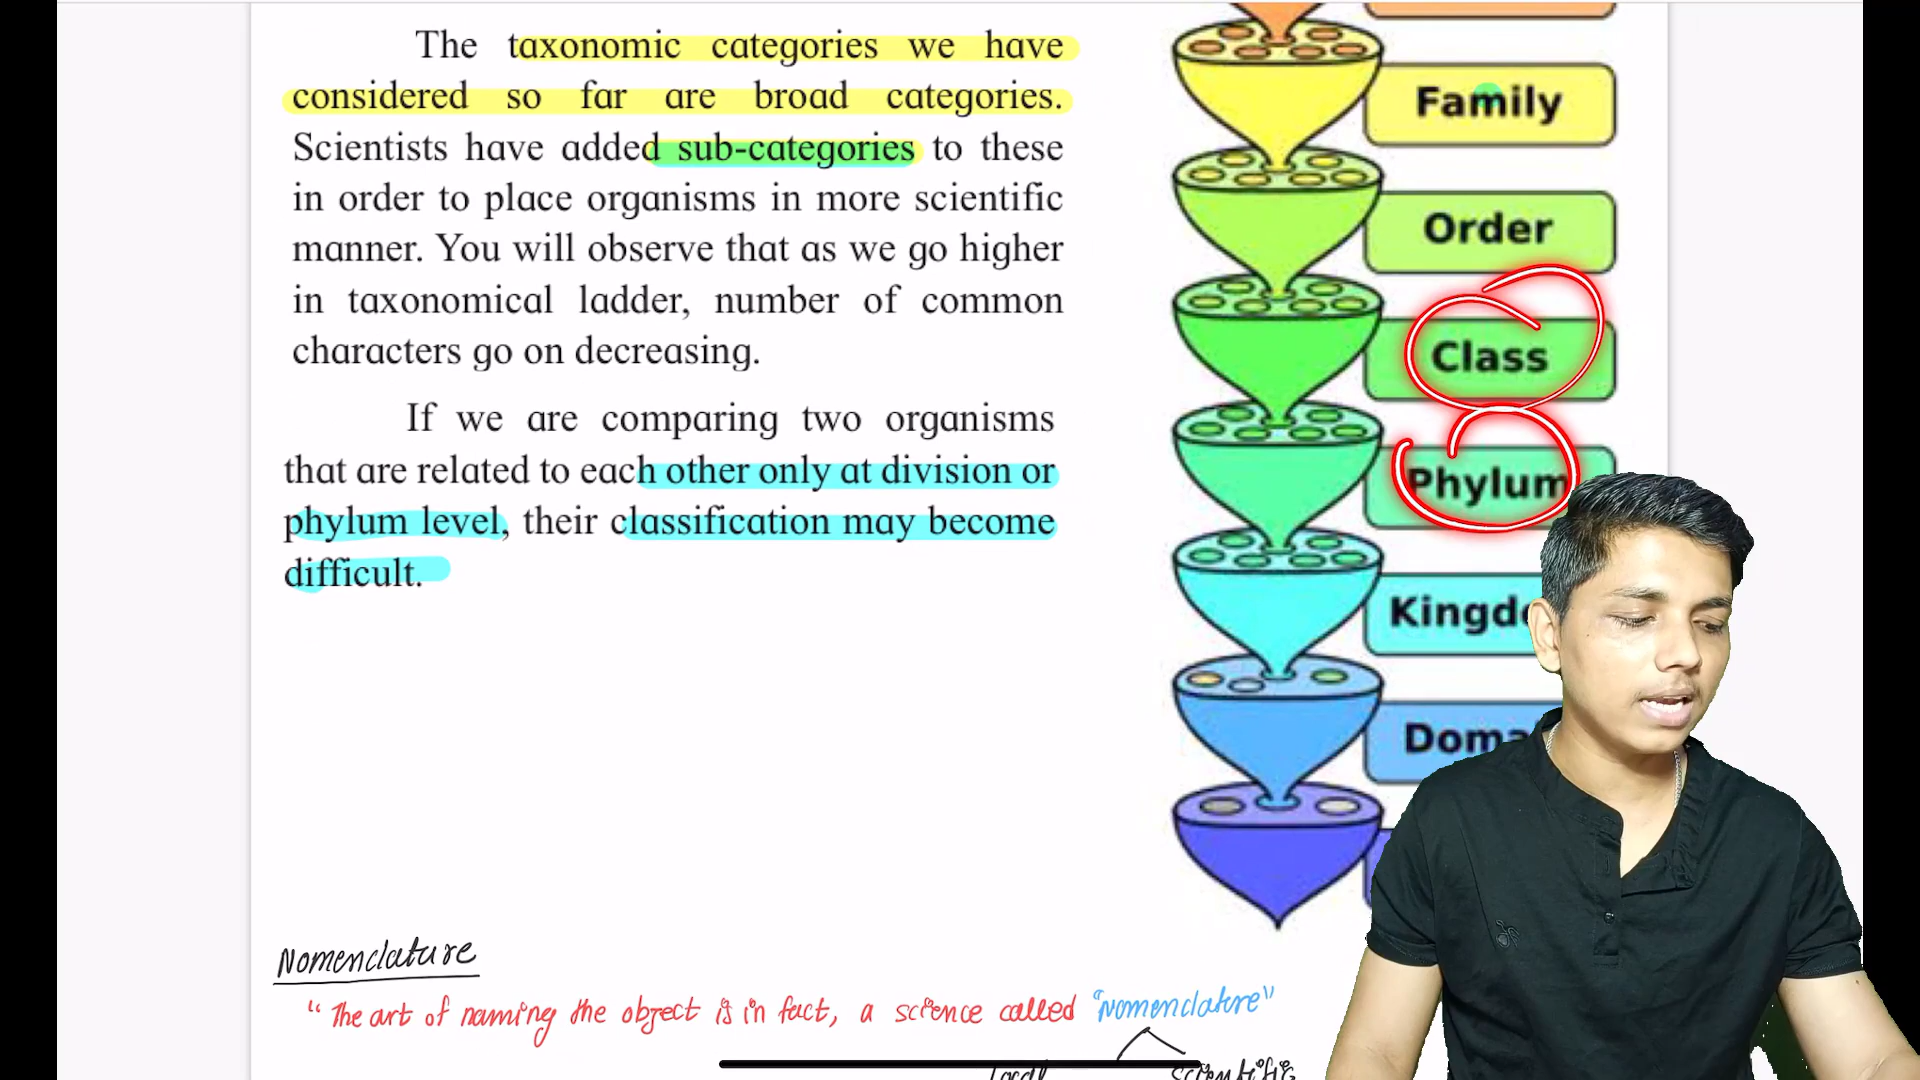 The taxonomic categories we have
considered so far are broad categories.
Scientists have added sub-categories to these
in order to place organisms in more scientific
manner. You will observe that as we go higher
in taxonomical ladder, number of common
characters go on decreasing.
If we are comparing two organisms
that are related to each other only at division or
phylum level, their classification may become
difficult.
Family
Order
Class
Phylum
Kingd
Doma
Nomenclature
"The art of naming the object is in fact, a science called "Nomenclature"
Scientific